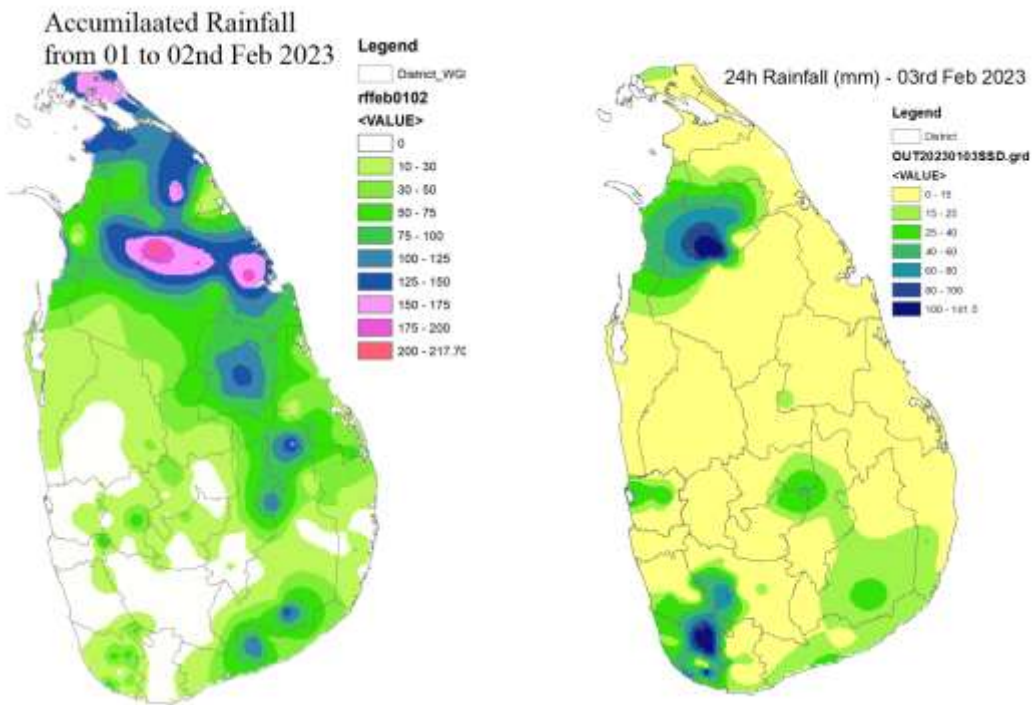 Accumilaated Rainfall
from 01 to 02nd Feb 2023
Legend
District_WGI
rffeb0102
<VALUE>
0
10 - 30
30 - 50
50 - 75
75 - 100
100 - 125
125 - 150
150 - 175
175 - 200
200 - 217.70
24h Rainfall (mm) - 03rd Feb 2023
Legend
District
OUT20230103SSD.grd
<VALUE>
0 - 15
15 - 25
25 - 40
40 - 60
60 - 80
80 - 100